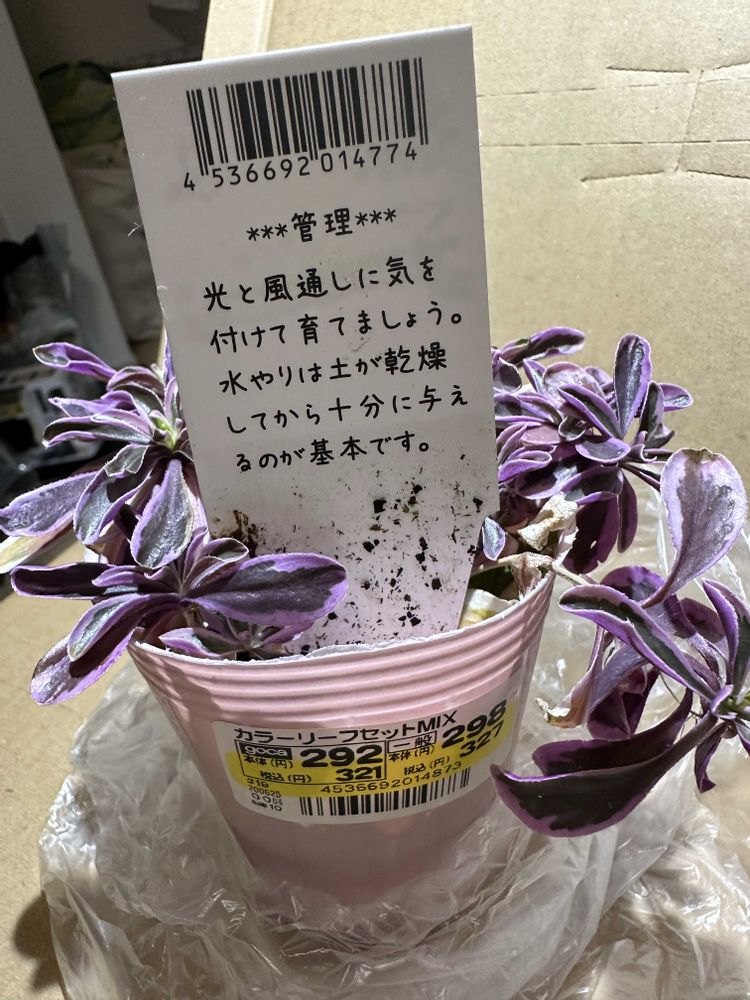 4 536692 014774
***管理***
光と風通しに気を
付けて育てましょう。
水やりは土が乾燥
してから十分に与え
るのが基本です。
カラーリーフセットMIX
goca 本体(円) 292 一般 本体(円) 298
税込(円) 321 税込(円) 327
4536692014873